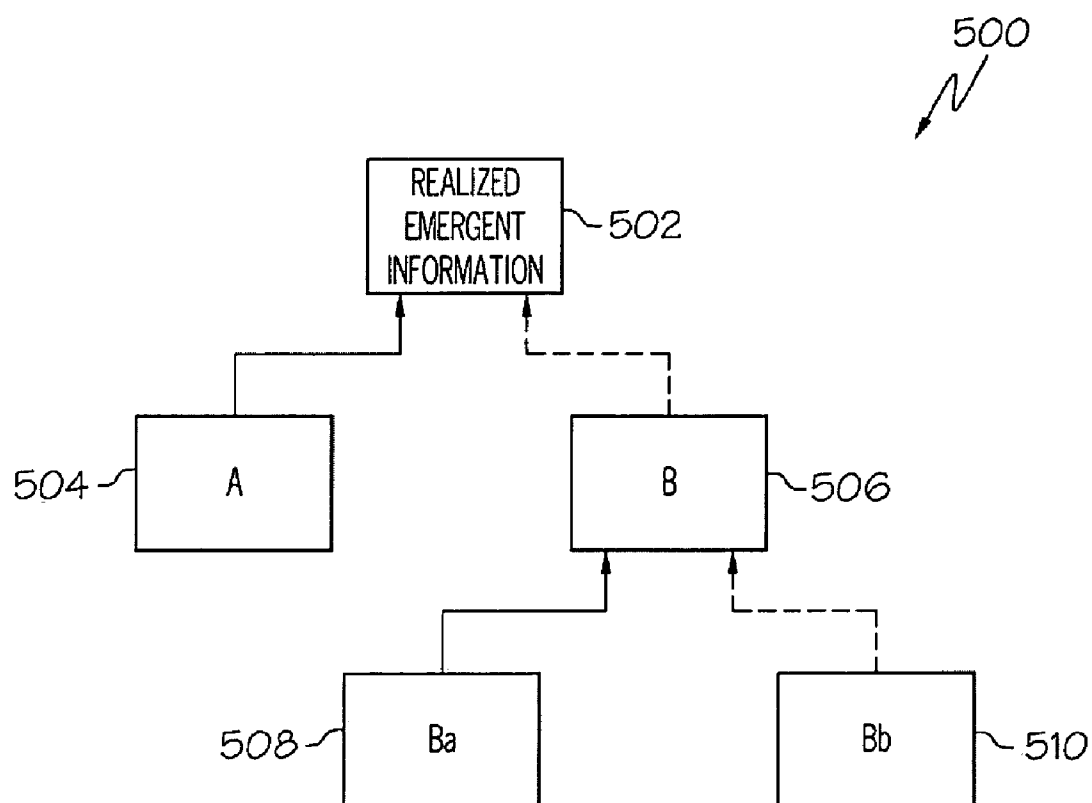 500
REALIZED
EMERGENT
INFORMATION
502
504
A
B
506
508
Ba
Bb
510